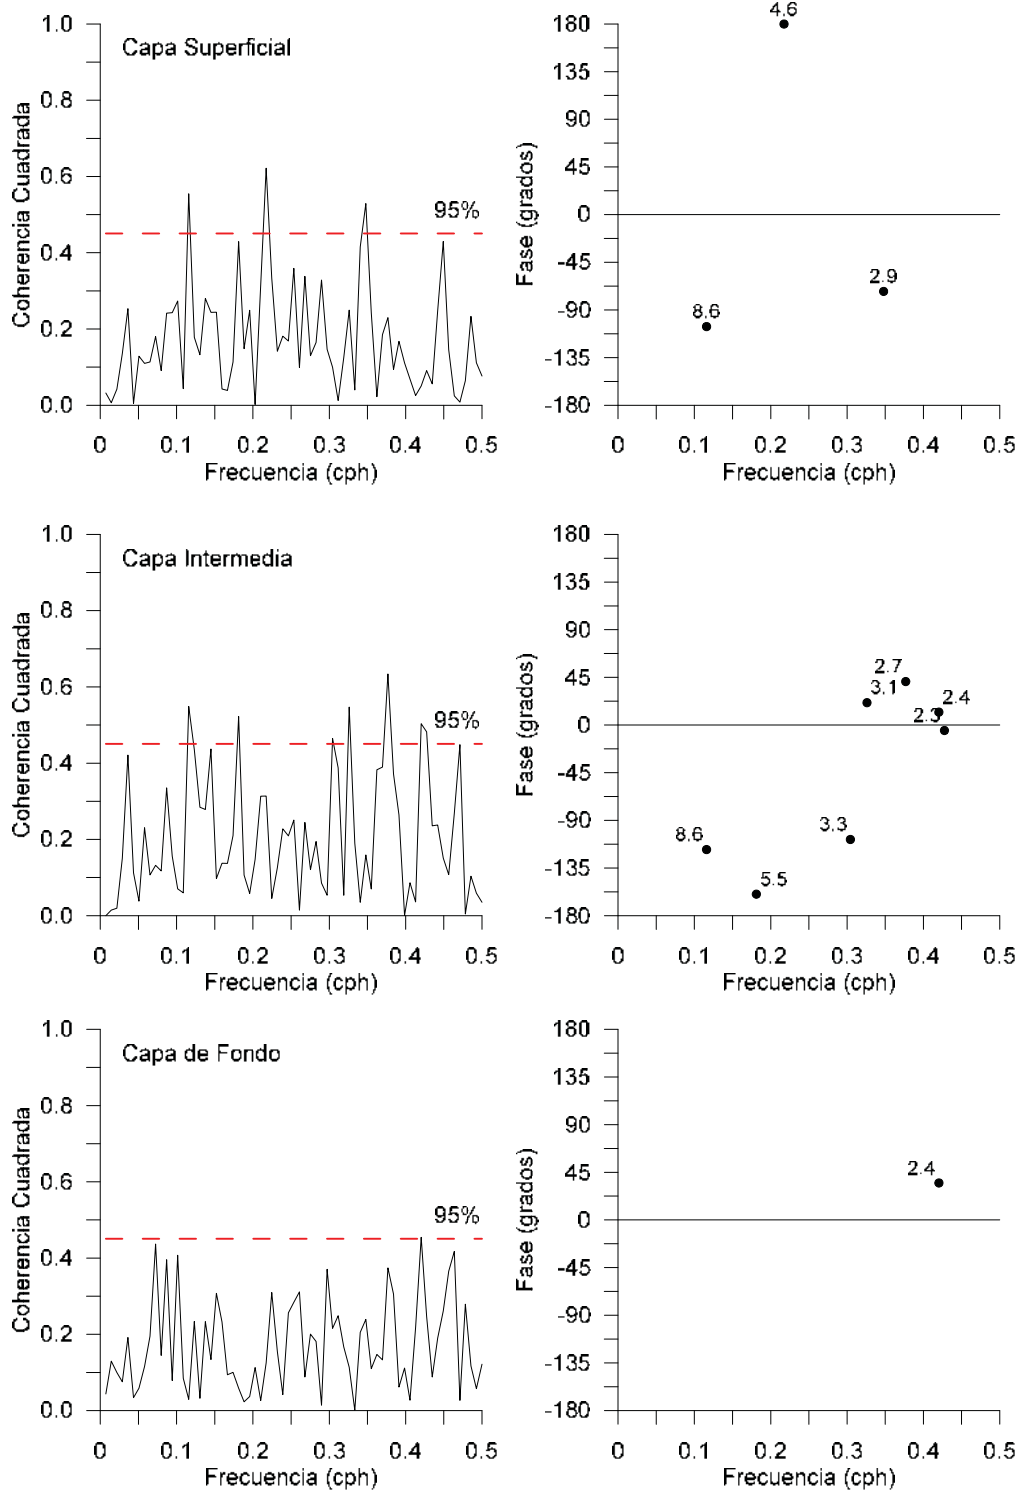 Capa Superficial
Coherencia Cuadrada
1.0
0.8
0.6
0.4
0.2
0.0
95%
0 0.1 0.2 0.3 0.4 0.5
Frecuencia (cph)
Fase (grados)
180
135
90
45
0
-45
-90
-135
-180
4.6
2.9
8.6
0 0.1 0.2 0.3 0.4 0.5
Frecuencia (cph)
Capa Intermedia
Coherencia Cuadrada
1.0
0.8
0.6
0.4
0.2
0.0
95%
0 0.1 0.2 0.3 0.4 0.5
Frecuencia (cph)
Fase (grados)
180
135
90
45
0
-45
-90
-135
-180
2.7
3.1
2.4
2.3
3.3
8.6
5.5
0 0.1 0.2 0.3 0.4 0.5
Frecuencia (cph)
Capa de Fondo
Coherencia Cuadrada
1.0
0.8
0.6
0.4
0.2
0.0
95%
0 0.1 0.2 0.3 0.4 0.5
Frecuencia (cph)
Fase (grados)
180
135
90
45
0
-45
-90
-135
-180
2.4
0 0.1 0.2 0.3 0.4 0.5
Frecuencia (cph)